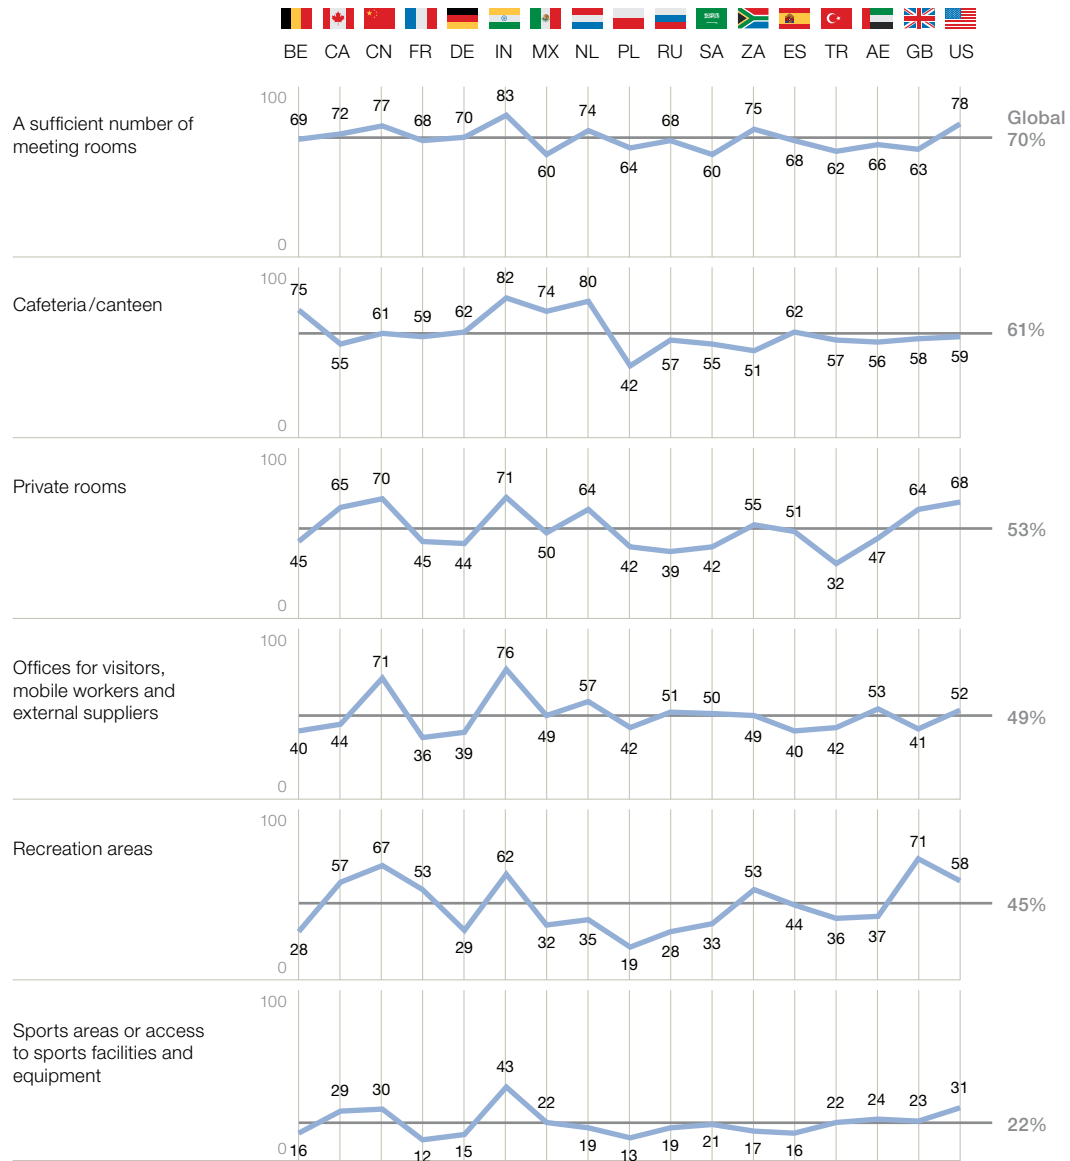 BE CA CN FR DE IN MX NL PL RU SA ZA ES TR AE GB US
A sufficient number of
meeting rooms
100
0
69 72 77 68 70 83 60 74 64 68 60 75 68 62 66 63 78
Global
70%
Cafeteria/canteen
100
0
75 55 61 59 62 82 74 80 42 57 55 51 62 57 56 58 59
61%
Private rooms
100
0
45 65 70 45 44 71 50 64 42 39 42 55 51 32 47 64 68
53%
Offices for visitors,
mobile workers and
external suppliers
100
0
40 44 71 36 39 76 49 57 42 51 50 49 40 42 53 41 52
49%
Recreation areas
100
0
28 57 67 53 29 62 32 35 19 28 33 53 44 36 37 71 58
45%
Sports areas or access
to sports facilities and
equipment
100
0
16 29 30 12 15 43 22 19 13 19 21 17 16 22 24 23 31
22%